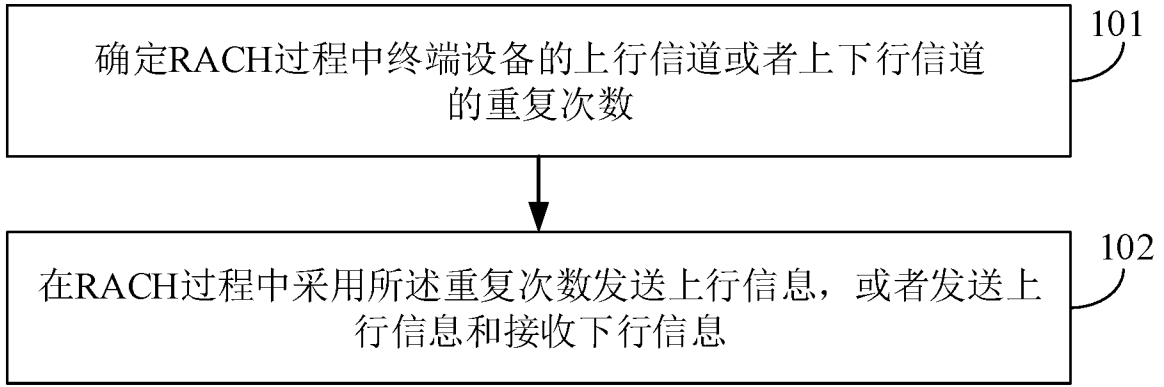 101
确定RACH过程中终端设备的上行信道或者上下行信道
的重复次数
102
在RACH过程中采用所述重复次数发送上行信息，或者发送上
行信息和接收下行信息